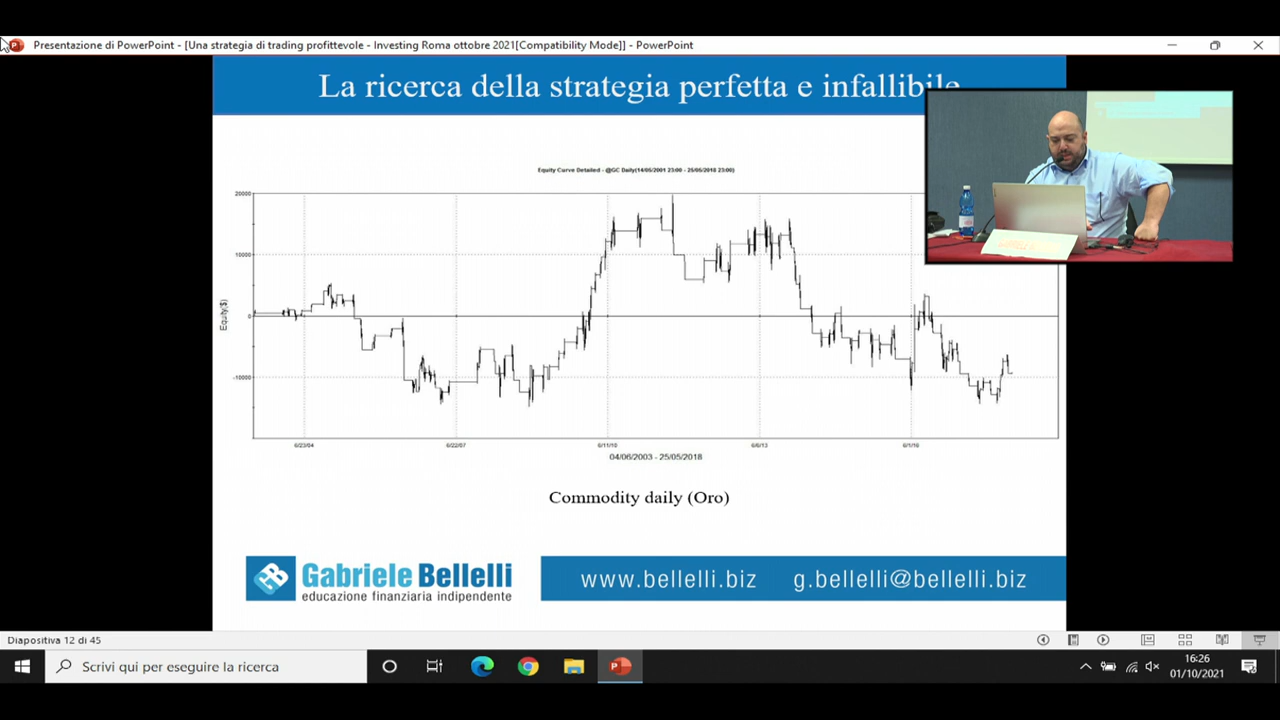 Presentazione di PowerPoint - [Una strategia di trading profittevole - Investing Roma ottobre 2021[Compatibility Mode]] - PowerPoint
La ricerca della strategia perfetta e infallibile
Equity Curve Detailed - @GC Daily(14/06/2001 23:00 - 25/05/2018 23:00)
20000
10000
0
-10000
Equity($)
6/23/04
6/22/07
6/11/10
6/6/13
6/1/16
04/06/2003 - 25/05/2018
Commodity daily (Oro)
Gabriele Bellelli
educazione finanziaria indipendente
www.bellelli.biz
g.bellelli@bellelli.biz
Diapositiva 12 di 45
Scrivi qui per eseguire la ricerca
16:26
01/10/2021